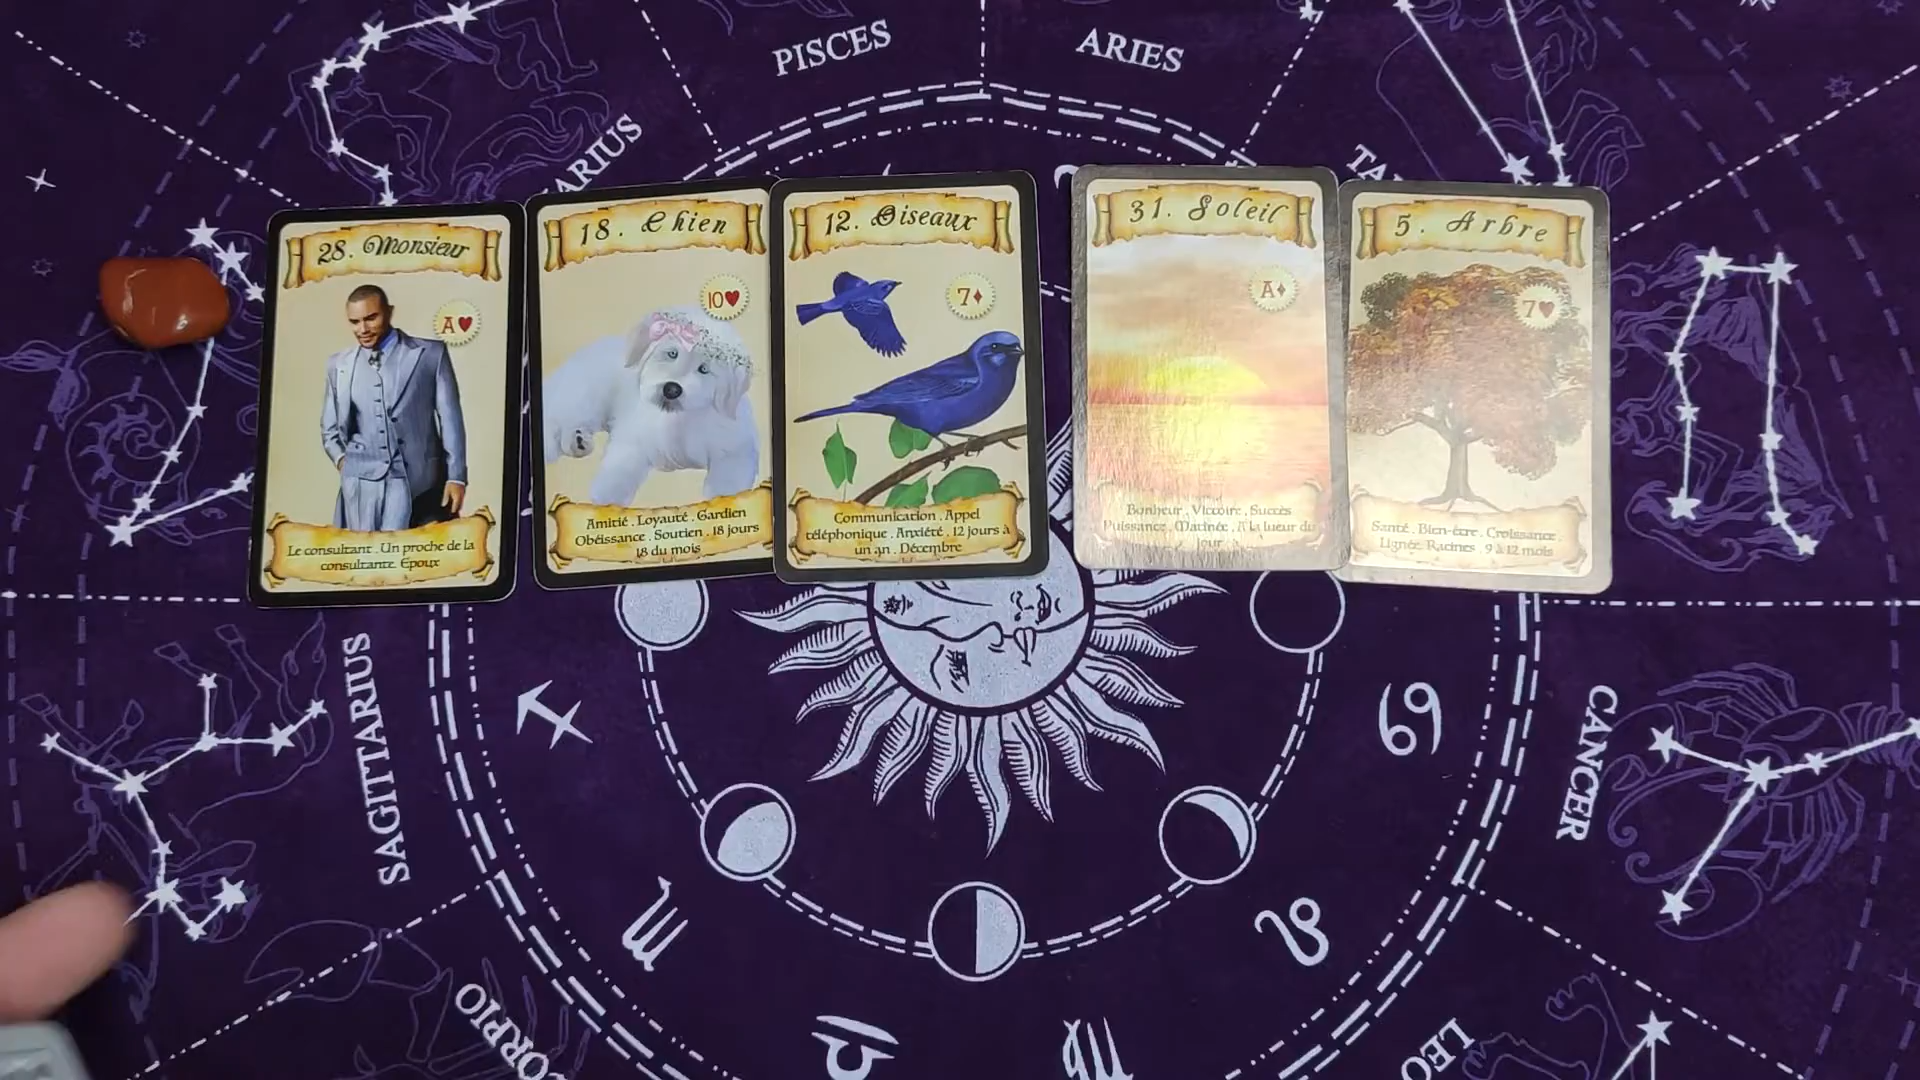 PISCES
ARIES
ARIUS
TA
28. Monsieur
A
Le consultant . Un proche de la
consultante. Epoux
18. Chien
10
Amitié . Loyauté . Gardien
Obéissance . Soutien . 18 jours
18 du mois
12. Oiseaux
7
Communication . Appel
téléphonique . Anxiété . 12 jours à
un an . Décembre
31. Soleil
A
Bonheur . Victoire . Succès
Puissance . Matinée . A la lueur du
jour
5. Arbre
7
Santé . Bien-être . Croissance .
Lignée. Racines . 9 à 12 mois
SAGITTARIUS
CANCER
CORPIO
LEO